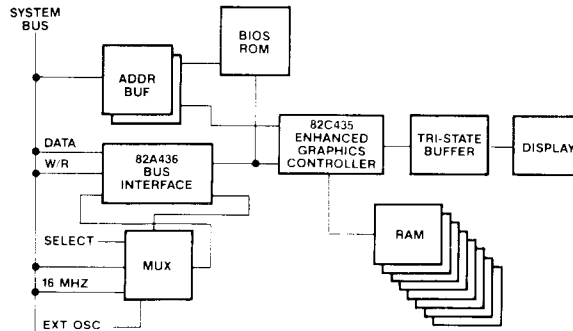 SYSTEM
BUS
BIOS
ROM
ADDR
BUF
82C435
ENHANCED
GRAPHICS
CONTROLLER
TRI-STATE
BUFFER
DISPLAY
DATA
W/R
82A436
BUS
INTERFACE
SELECT
MUX
RAM
16 MHZ
EXT OSC